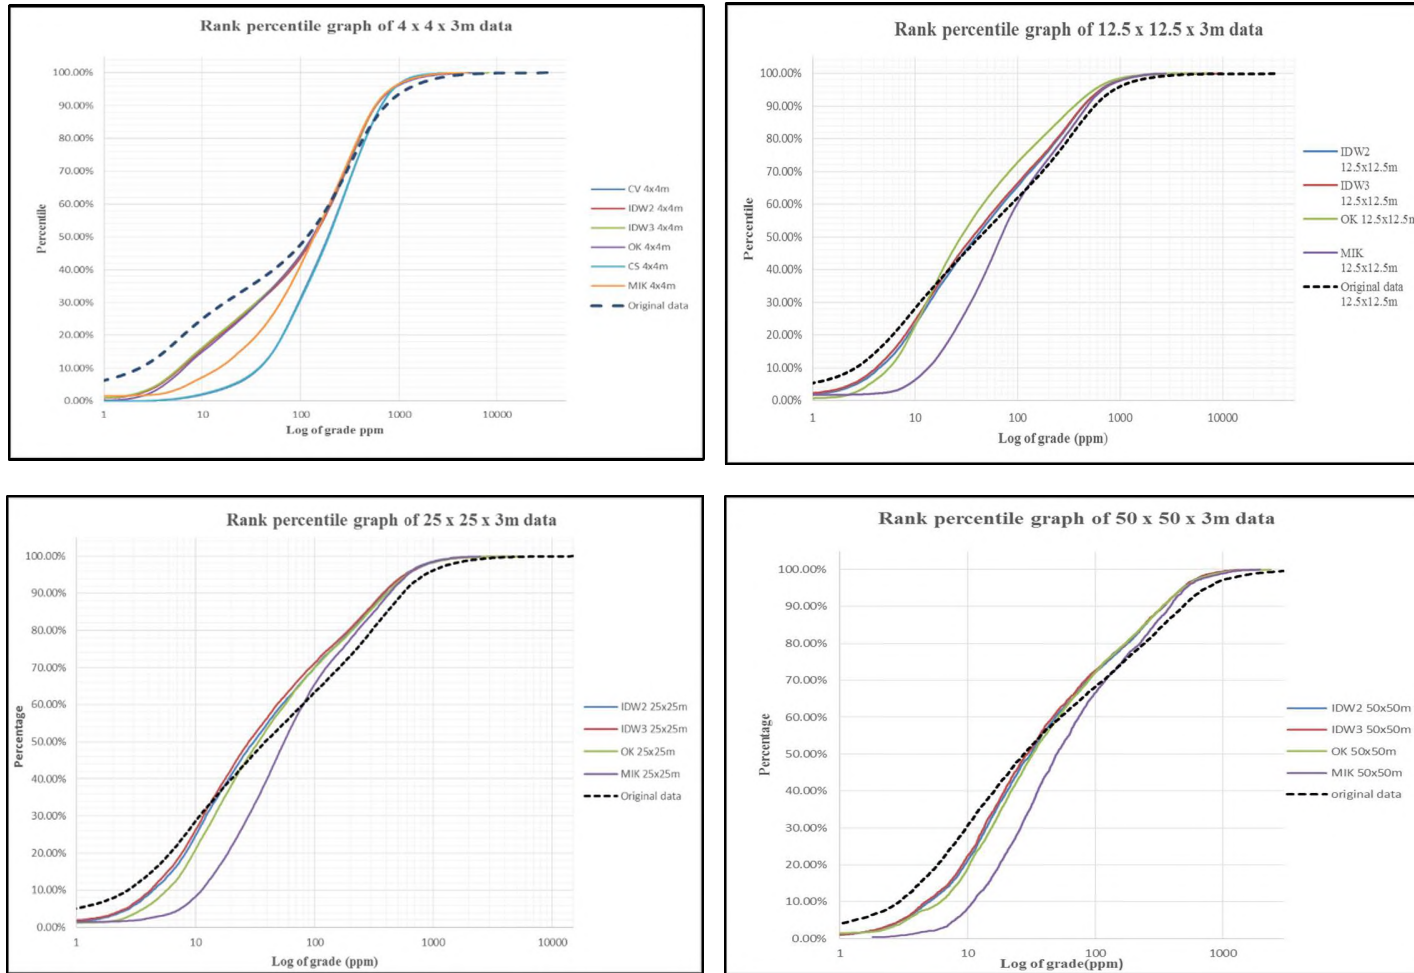 Rank percentile graph of 4 x 4 x 3m data
100.00%
90.00%
80.00%
70.00%
60.00%
50.00%
40.00%
30.00%
20.00%
10.00%
0.00%
Percentile
1 10 100 1000 10000
Log of grade ppm
CV 4x4m
IDW2 4x4m
IDW3 4x4m
OK 4x4m
CS 4x4m
MIK 4x4m
Original data
Rank percentile graph of 12.5 x 12.5 x 3m data
100.00%
90.00%
80.00%
70.00%
60.00%
50.00%
40.00%
30.00%
20.00%
10.00%
0.00%
Percentile
1 10 100 1000 10000
Log of grade (ppm)
IDW2
12.5x12.5m
IDW3
12.5x12.5m
OK 12.5x12.5m
MIK
12.5x12.5m
Original data
12.5x12.5m
Rank percentile graph of 25 x 25 x 3m data
100.00%
90.00%
80.00%
70.00%
60.00%
50.00%
40.00%
30.00%
20.00%
10.00%
0.00%
Percentage
1 10 100 1000 10000
Log of grade (ppm)
IDW2 25x25m
IDW3 25x25m
OK 25x25m
MIK 25x25m
Original data
Rank percentile graph of 50 x 50 x 3m data
100.00%
90.00%
80.00%
70.00%
60.00%
50.00%
40.00%
30.00%
20.00%
10.00%
0.00%
Percentage
1 10 100 1000
Log of grade(ppm)
IDW2 50x50m
IDW3 50x50m
OK 50x50m
MIK 50x50m
original data